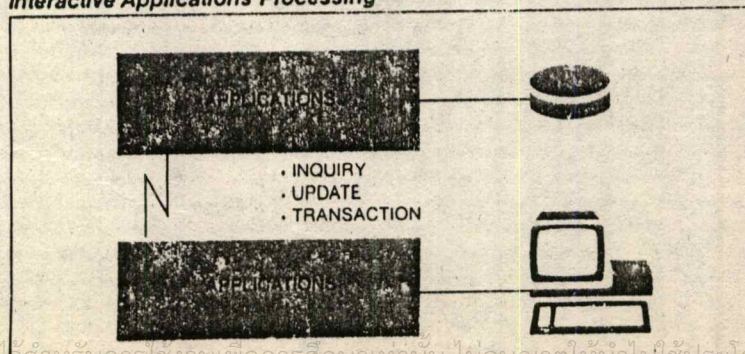 Interactive Applications Processing
APPLICATIONS
• INQUIRY
• UPDATE
• TRANSACTION
APPLICATIONS